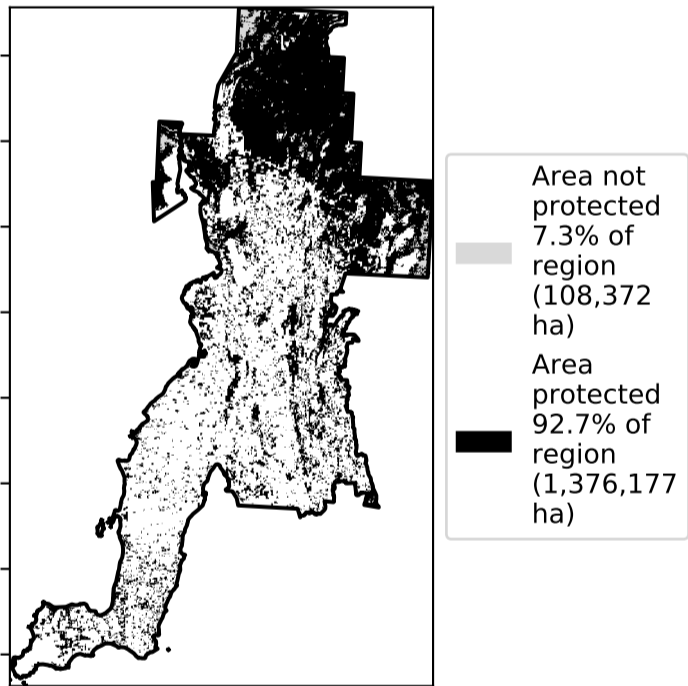 Area not
protected
7.3% of
region
(108,372
ha)
Area
protected
92.7% of
region
(1,376,177
ha)